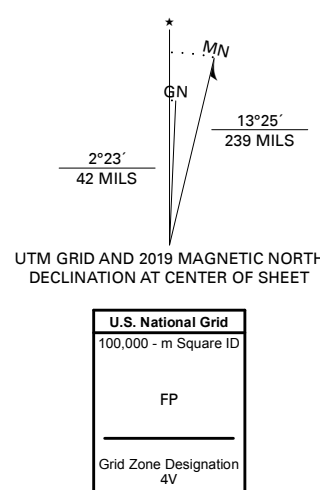 ★
MN
GN
13°25´
239 MILS
2°23´
42 MILS
UTM GRID AND 2019 MAGNETIC NORTH
DECLINATION AT CENTER OF SHEET
U.S. National Grid
100,000 - m Square ID
FP
Grid Zone Designation
4V